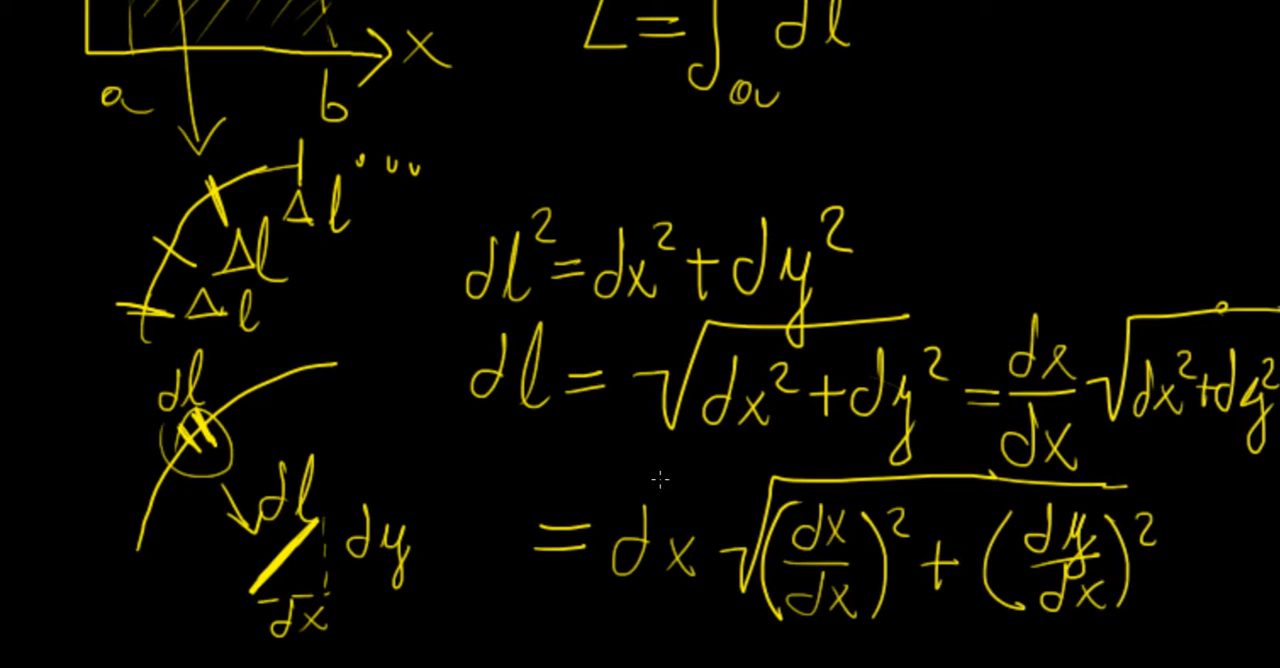 x
a b
L = ∫ₐ dl
Δl Δl Δl ...
dl² = dx² + dy²
dl = √(dx² + dy²) = dx/dx √(dx² + dy²)
= dx √((dx/dx)² + (dy/dx)²)
dl
dl
dy
dx